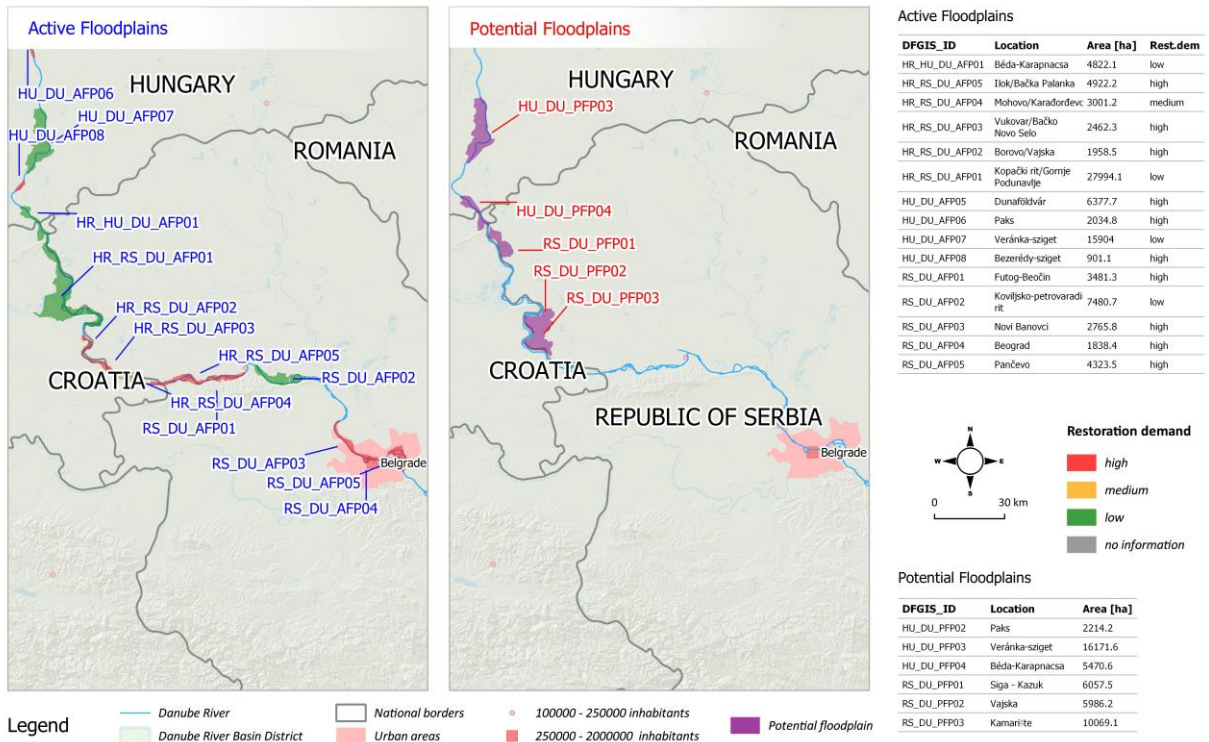 Active Floodplains
HUNGARY
HU_DU_AFP06
HU_DU_AFP07
HU_DU_AFP08
ROMANIA
HR_HU_DU_AFP01
HR_RS_DU_AFP01
HR_RS_DU_AFP02
HR_RS_DU_AFP03
HR_RS_DU_AFP05
CROATIA
RS_DU_AFP02
HR_RS_DU_AFP04
RS_DU_AFP01
RS_DU_AFP03
Belgrade
RS_DU_AFP05
RS_DU_AFP04
Potential Floodplains
HUNGARY
HU_DU_PFP03
ROMANIA
HU_DU_PFP04
RS_DU_PFP01
RS_DU_PFP02
RS_DU_PFP03
CROATIA
REPUBLIC OF SERBIA
Belgrade
Active Floodplains
DFGIS_ID Location Area [ha] Rest.dem
HR_HU_DU_AFP01 Béda-Karapnacsa 4822.1 low
HR_RS_DU_AFP05 Ilok/Bačka Palanka 4922.2 high
HR_RS_DU_AFP04 Mohovo/Karađorđevc 3001.2 medium
HR_RS_DU_AFP03 Vukovar/Bačko 2462.3 high
Novo Selo
HR_RS_DU_AFP02 Borovo/Vajska 1958.5 high
HR_RS_DU_AFP01 Kopački rit/Gornje 27994.1 low
Podunavlje
HU_DU_AFP05 Dunaföldvár 6377.7 high
HU_DU_AFP06 Paks 2034.8 high
HU_DU_AFP07 Veránka-sziget 15904 low
HU_DU_AFP08 Bezerédy-sziget 901.1 high
RS_DU_AFP01 Futog-Beočin 3481.3 high
RS_DU_AFP02 Koviljsko-petrovaradi 7480.7 low
rit
RS_DU_AFP03 Novi Banovci 2765.8 high
RS_DU_AFP04 Beograd 1838.4 high
RS_DU_AFP05 Pančevo 4323.5 high
N
W E
S
0 30 km
Restoration demand
high
medium
low
no information
Potential Floodplains
DFGIS_ID Location Area [ha]
HU_DU_PFP02 Paks 2214.2
HU_DU_PFP03 Veránka-sziget 16171.6
HU_DU_PFP04 Béda-Karapnacsa 5470.6
RS_DU_PFP01 Siga - Kazuk 6057.5
RS_DU_PFP02 Vajska 5986.2
RS_DU_PFP03 10069.1
Legend
Danube River
Danube River Basin District
National borders
Urban areas
100000 - 250000 inhabitants
250000 - 2000000 inhabitants
Potential floodplain